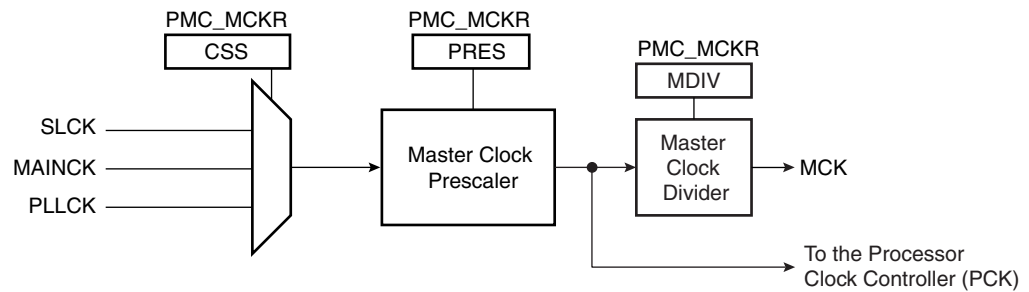 PMC_MCKR
CSS
PMC_MCKR
PRES
PMC_MCKR
MDIV
SLCK
MAINCK
PLLCK
Master Clock
Prescaler
Master
Clock
Divider
MCK
To the Processor
Clock Controller (PCK)